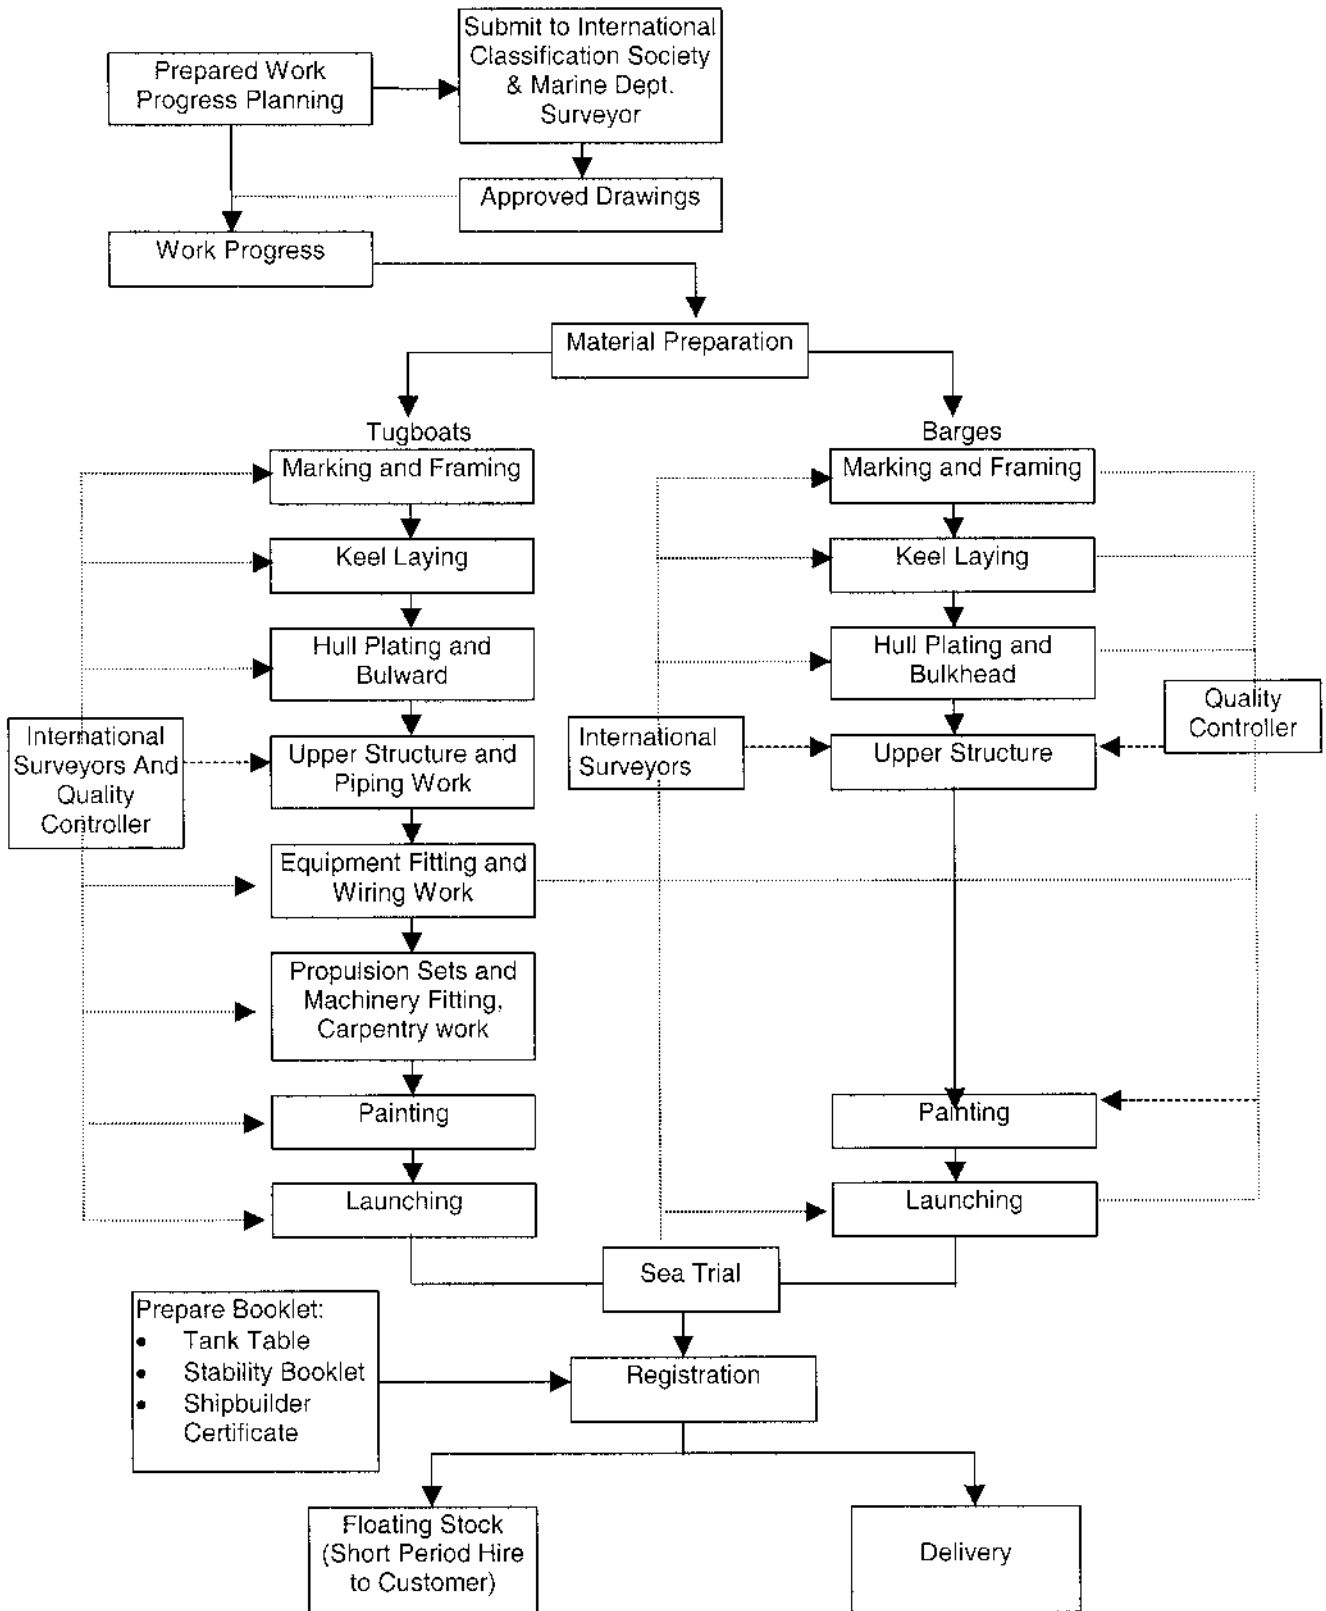 Prepared Work
Progress Planning
Submit to International
Classification Society
& Marine Dept.
Surveyor
Approved Drawings
Work Progress
Material Preparation
Tugboats
Marking and Framing
Keel Laying
Hull Plating and
Bulward
Upper Structure and
Piping Work
Equipment Fitting and
Wiring Work
Propulsion Sets and
Machinery Fitting,
Carpentry work
Painting
Launching
International
Surveyors And
Quality
Controller
Barges
Marking and Framing
Keel Laying
Hull Plating and
Bulkhead
Upper Structure
Painting
Launching
International
Surveyors
Quality
Controller
Sea Trial
Prepare Booklet:
• Tank Table
• Stability Booklet
• Shipbuilder
Certificate
Registration
Floating Stock
(Short Period Hire
to Customer)
Delivery